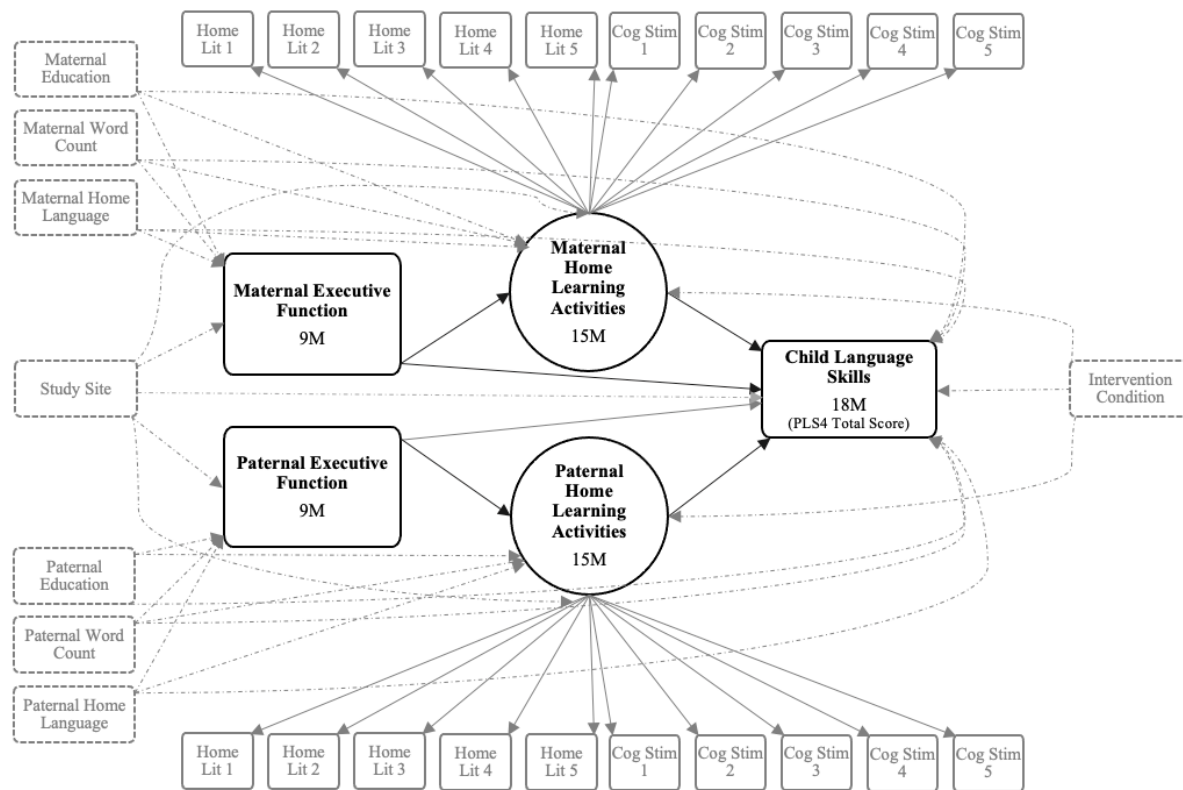 Home
Lit 1
Home
Lit 2
Home
Lit 3
Home
Lit 4
Home
Lit 5
Cog Stim
1
Cog Stim
2
Cog Stim
3
Cog Stim
4
Cog Stim
5
Maternal
Education
Maternal Word
Count
Maternal Home
Language
Maternal
Home
Learning
Activities
15M
Maternal Executive
Function
9M
Study Site
Child Language
Skills
18M
(PLS4 Total Score)
Intervention
Condition
Paternal Executive
Function
9M
Paternal
Home
Learning
Activities
15M
Paternal
Education
Paternal Word
Count
Paternal Home
Language
Home
Lit 1
Home
Lit 2
Home
Lit 3
Home
Lit 4
Home
Lit 5
Cog Stim
1
Cog Stim
2
Cog Stim
3
Cog Stim
4
Cog Stim
5